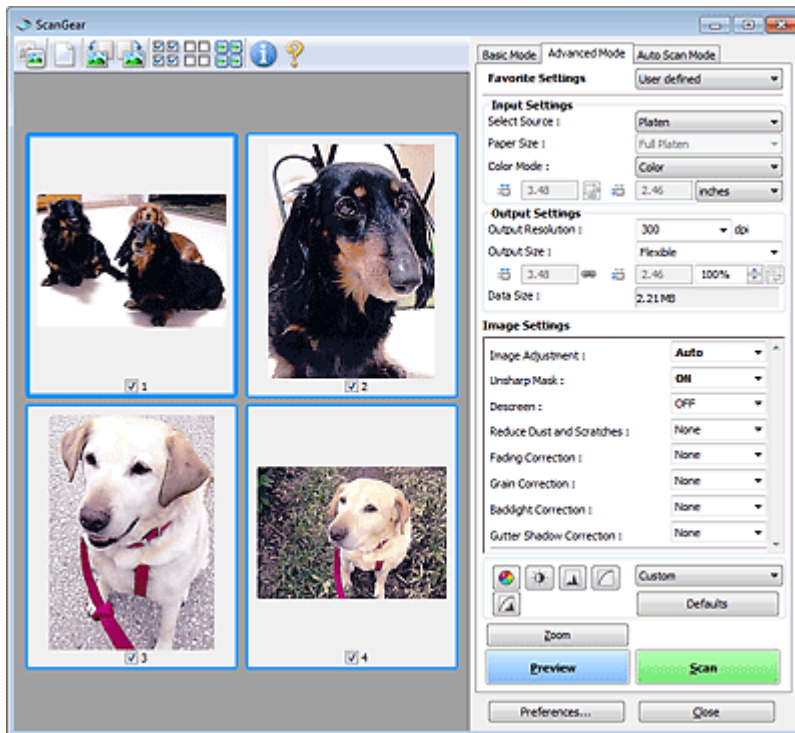 ScanGear
Basic Mode Advanced Mode Auto Scan Mode
Favorite Settings User defined
Input Settings
Select Source : Platen
Paper Size : Full Platen
Color Mode : Color
3.48 2.46 inches
Output Settings
Output Resolution : 300 dpi
Output Size : Flexible
3.48 2.46 100%
Data Size : 2.21 MB
Image Settings
Image Adjustment : Auto
Unsharp Mask : ON
Descreen : OFF
Reduce Dust and Scratches : None
Fading Correction : None
Grain Correction : None
Backlight Correction : None
Gutter Shadow Correction : None
Custom
Defaults
Zoom
Preview Scan
Preferences... Close
1
2
3
4